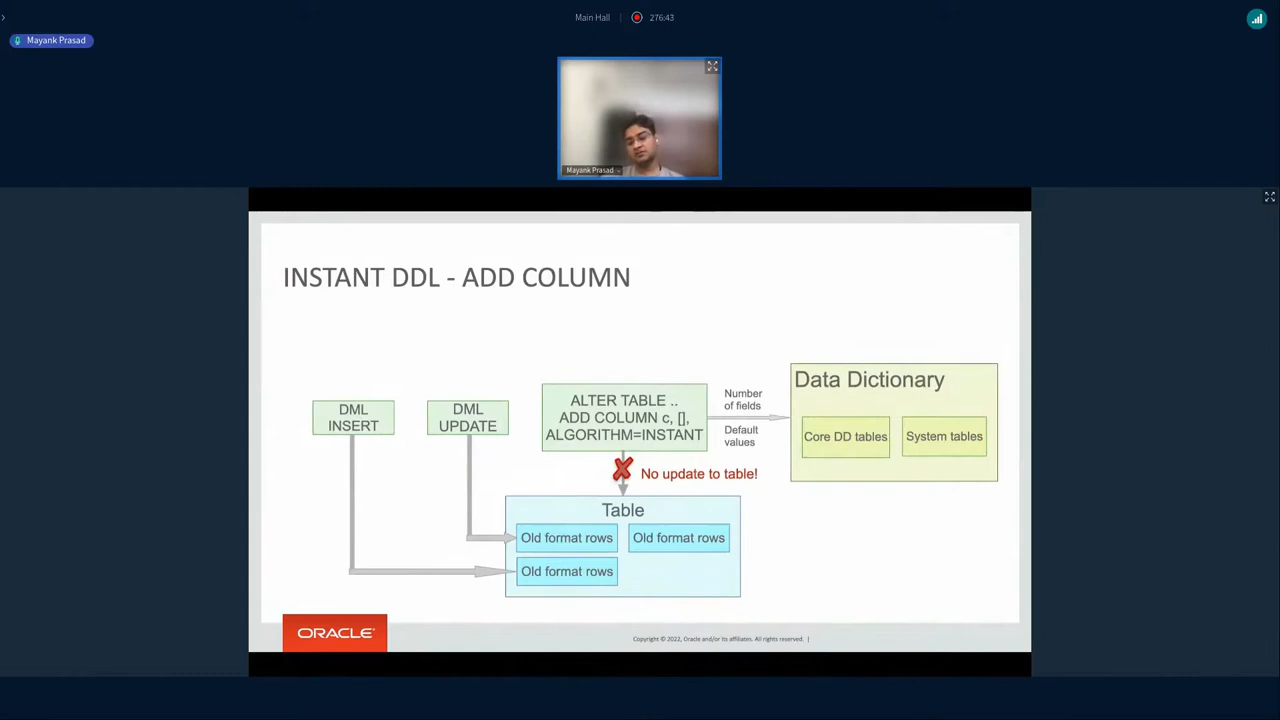 Main Hall
276:43
Mayank Prasad
Mayank Prasad
INSTANT DDL - ADD COLUMN
DML
INSERT
DML
UPDATE
ALTER TABLE ..
ADD COLUMN c, [],
ALGORITHM=INSTANT
Number
of fields
Default
values
Data Dictionary
Core DD tables
System tables
No update to table!
Table
Old format rows
Old format rows
Old format rows
ORACLE
Copyright © 2022, Oracle and/or its affiliates. All rights reserved. |